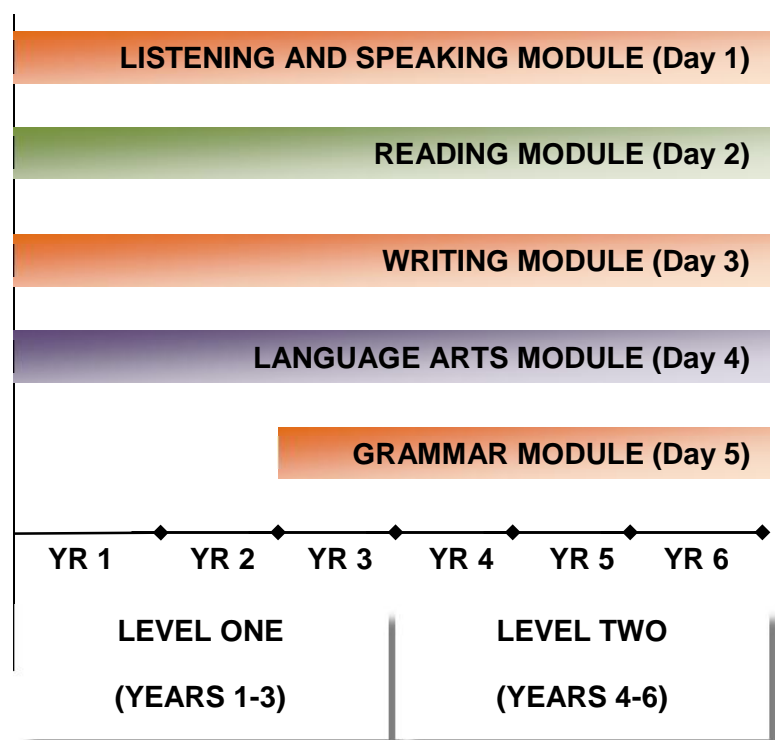 LISTENING AND SPEAKING MODULE (Day 1)
READING MODULE (Day 2)
WRITING MODULE (Day 3)
LANGUAGE ARTS MODULE (Day 4)
GRAMMAR MODULE (Day 5)
YR 1 YR 2 YR 3 YR 4 YR 5 YR 6
LEVEL ONE
(YEARS 1-3)
LEVEL TWO
(YEARS 4-6)